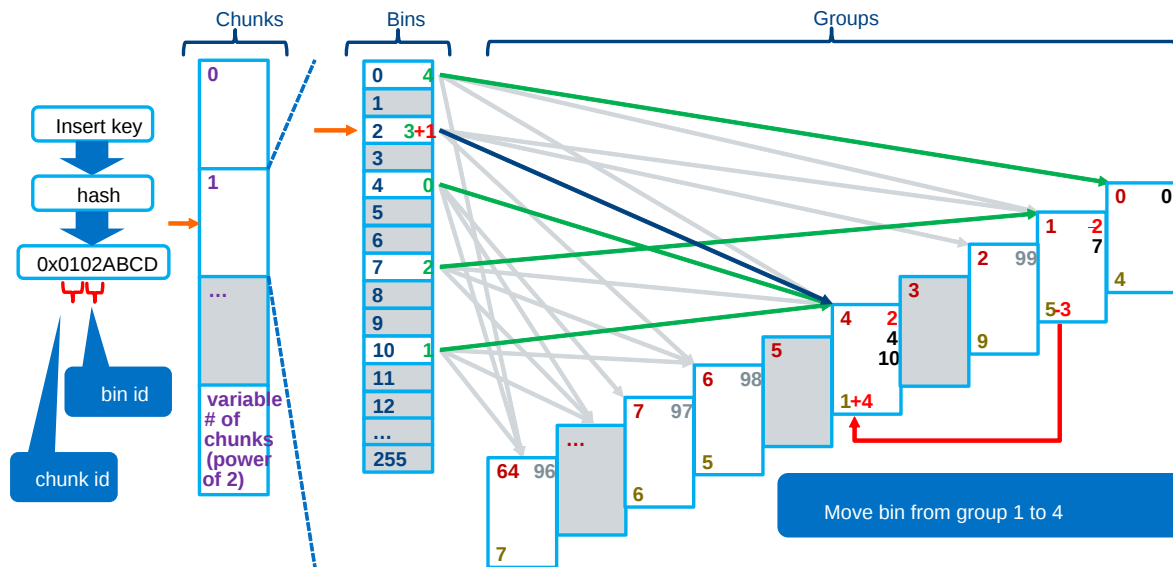 Chunks
Bins
Groups
Insert key
hash
0x0102ABCD
bin id
chunk id
0
1
...
variable
# of
chunks
(power
of 2)
0 4
1
2 3+1
3
4 0
5
6
7 2
8
9
10 1
11
12
...
255
64 96
7
...
7 97
6
6 98
5
5
4 2
4
10
1+4
3
2 99
9
1 -2
7
5-3
0 0
4
Move bin from group 1 to 4